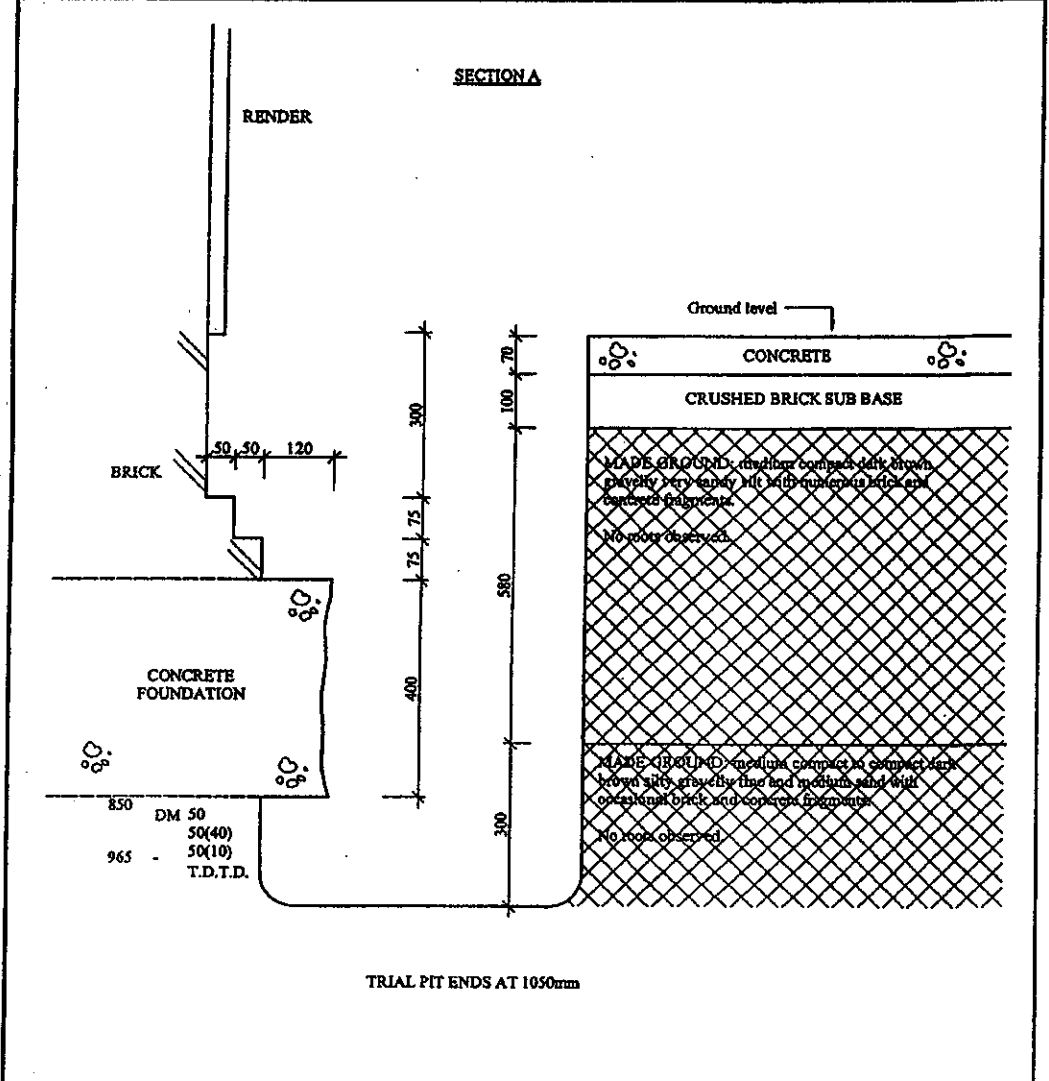 SECTION A
RENDER
Ground level
70
CONCRETE
100
CRUSHED BRICK SUB BASE
300
50 50 120
BRICK
MADE GROUND: medium compact dark brown
gravelly very sandy silt with numerous brick and
concrete fragments.
No roots observed.
75
75
580
CONCRETE
FOUNDATION
400
MADE GROUND: medium compact to compact dark
brown silty gravelly fine and medium sand with
occasional brick and concrete fragments.
No roots observed.
300
850
DM 50
50(40)
965 - 50(10)
T.D.T.D.
TRIAL PIT ENDS AT 1050mm